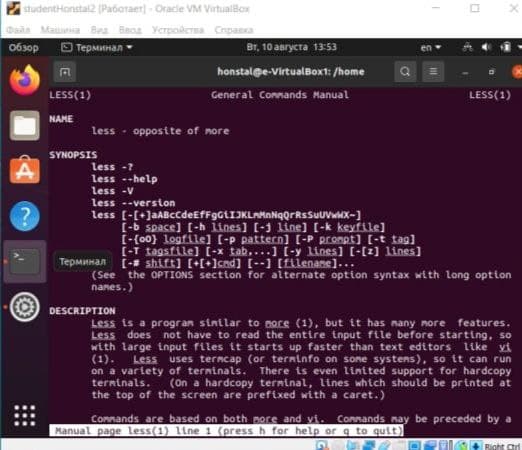 studentHonstal2 [Работает] - Oracle VM VirtualBox
Файл Машина Вид Ввод Устройства Справка
Обзор Терминал Вт, 10 августа 13:53 en
honstal@e-VirtualBox1: /home
LESS(1) General Commands Manual LESS(1)
NAME
less - opposite of more
SYNOPSIS
less -?
less --help
less -V
less --version
less [-[+]aABcCdeEfFgGiIJKLmMnNqQrRsSuUVwWX~]
[-b space] [-h lines] [-j line] [-k keyfile]
[-{oO} logfile] [-p pattern] [-P prompt] [-t tag]
[-T tagsfile] [-x tab,...] [-y lines] [-[z] lines]
[-# shift] [+[+]cmd] [--] [filename]...
(See the OPTIONS section for alternate option syntax with long option
names.)
Терминал
DESCRIPTION
Less is a program similar to more (1), but it has many more features.
Less does not have to read the entire input file before starting, so
with large input files it starts up faster than text editors like vi
(1). Less uses termcap (or terminfo on some systems), so it can run
on a variety of terminals. There is even limited support for hardcopy
terminals. (On a hardcopy terminal, lines which should be printed at
the top of the screen are prefixed with a caret.)
Commands are based on both more and vi. Commands may be preceded by a
Manual page less(1) line 1 (press h for help or q to quit)
Right Ctrl